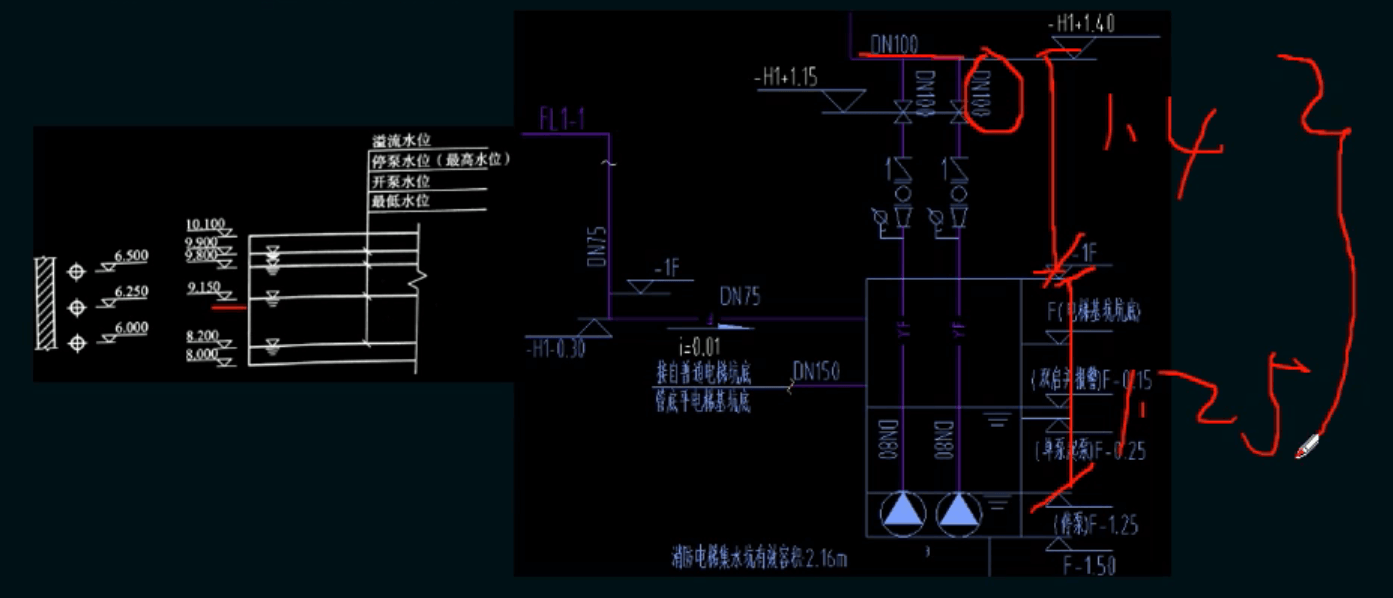 溢流水位
停泵水位（最高水位）
开泵水位
最低水位
10.100
9.900
9.800
9.150
8.200
8.000
6.500
6.250
6.000
FL1-1
DN75
-1F
DN75
i=0.01
-H1-0.30
接自普通电梯坑底
管底平电梯基坑底
DN150
DN100
-H1+1.40
-H1+1.15
DN100
DN100
1.4
-1F
F(电梯基坑坑底)
(双启并报警)F-0.15
1.25
(单泵起泵)F-0.25
(停泵)F-1.25
F-1.50
YF
YF
DN80
DN80
消防电梯集水坑有效容积:2.16m
3